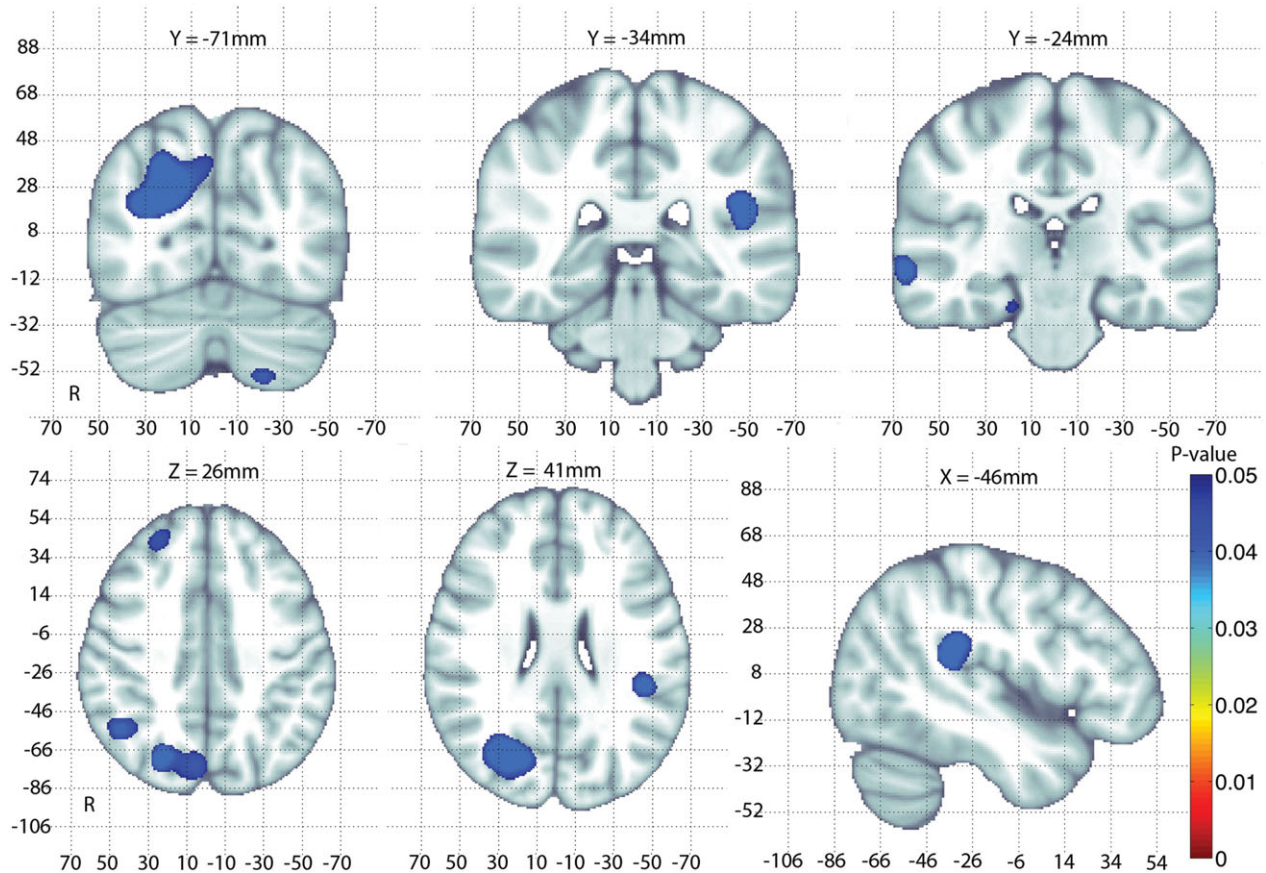 Y = -71mm
Y = -34mm
Y = -24mm
88
68
48
28
8
-12
-32
-52
R
70 50 30 10 -10 -30 -50 -70
70 50 30 10 -10 -30 -50 -70
70 50 30 10 -10 -30 -50 -70
Z = 26mm
Z = 41mm
X = -46mm
P-value
74
54
34
14
-6
-26
-46
-66
-86
-106
R
70 50 30 10 -10 -30 -50 -70
70 50 30 10 -10 -30 -50 -70
88
68
48
28
8
-12
-32
-52
-106 -86 -66 -46 -26 -6 14 34 54
0.05
0.04
0.03
0.02
0.01
0